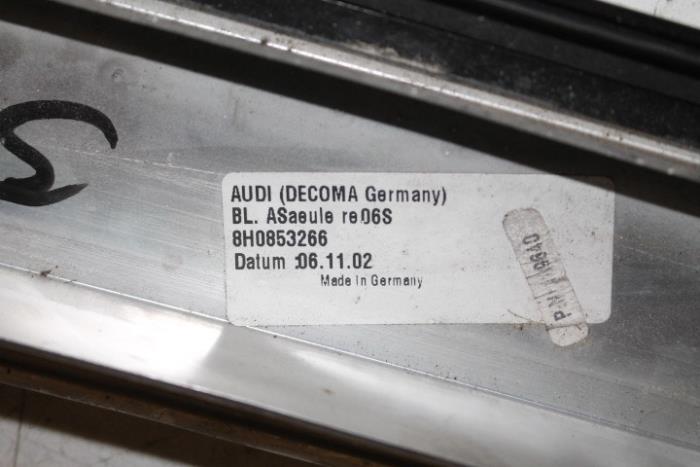 AUDI (DECOMA Germany)
BL. ASaeule re06S
8H0853266
Datum :06.11.02
Made in Germany